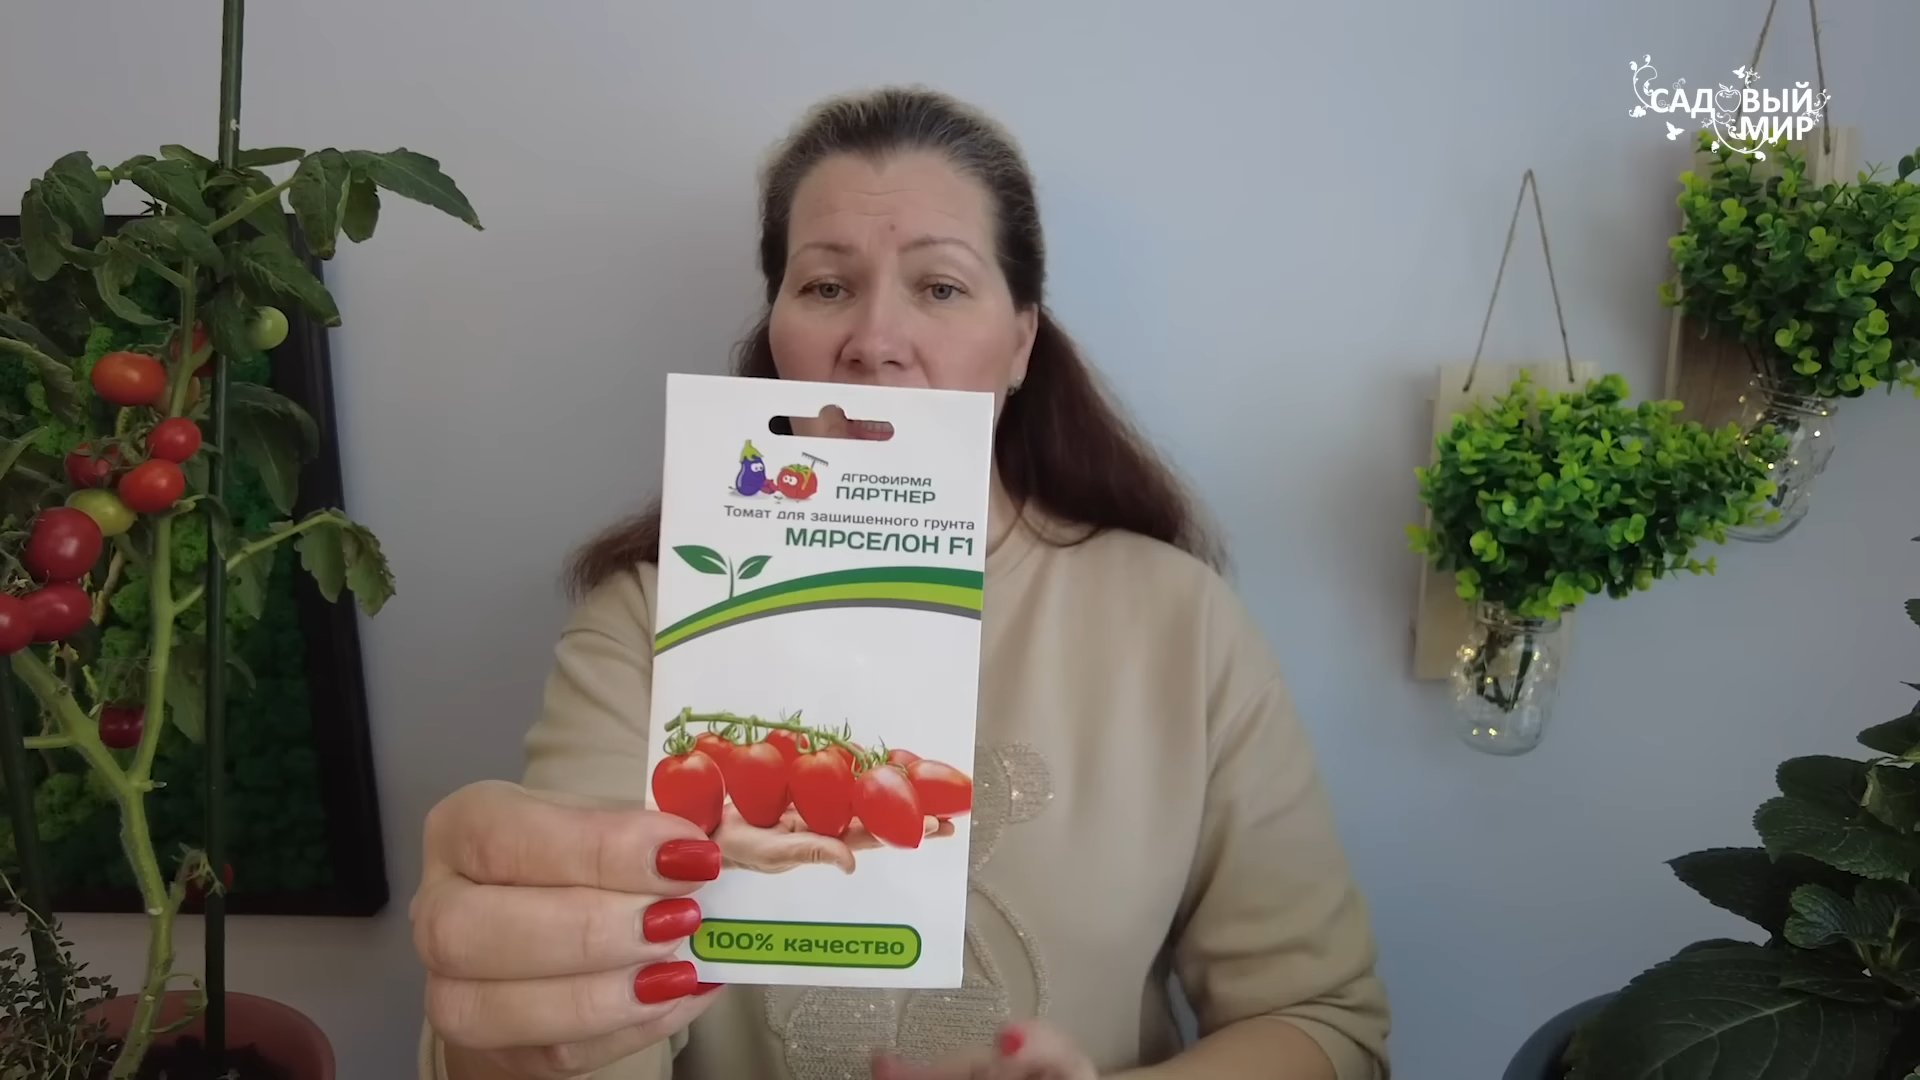 САДОВЫЙ
МИР
АГРОФИРМА
ПАРТНЕР
Томат для защищенного грунта
МАРСЕЛОН F1
100% качество